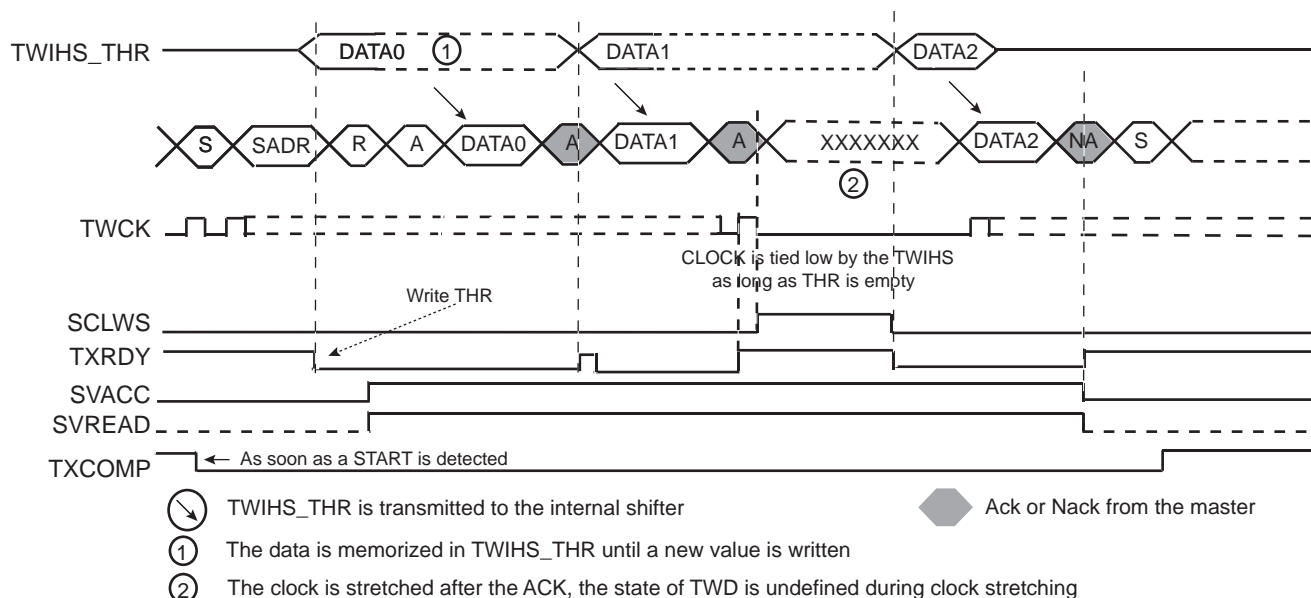 TWIHS_THR DATA0 1 DATA1 DATA2
S SADR R A DATA0 A DATA1 A XXXXXXX DATA2 NA S
2
TWCK
CLOCK is tied low by the TWIHS
as long as THR is empty
Write THR
SCLWS
TXRDY
SVACC
SVREAD
TXCOMP As soon as a START is detected
TWIHS_THR is transmitted to the internal shifter Ack or Nack from the master
1 The data is memorized in TWIHS_THR until a new value is written
2 The clock is stretched after the ACK, the state of TWD is undefined during clock stretching